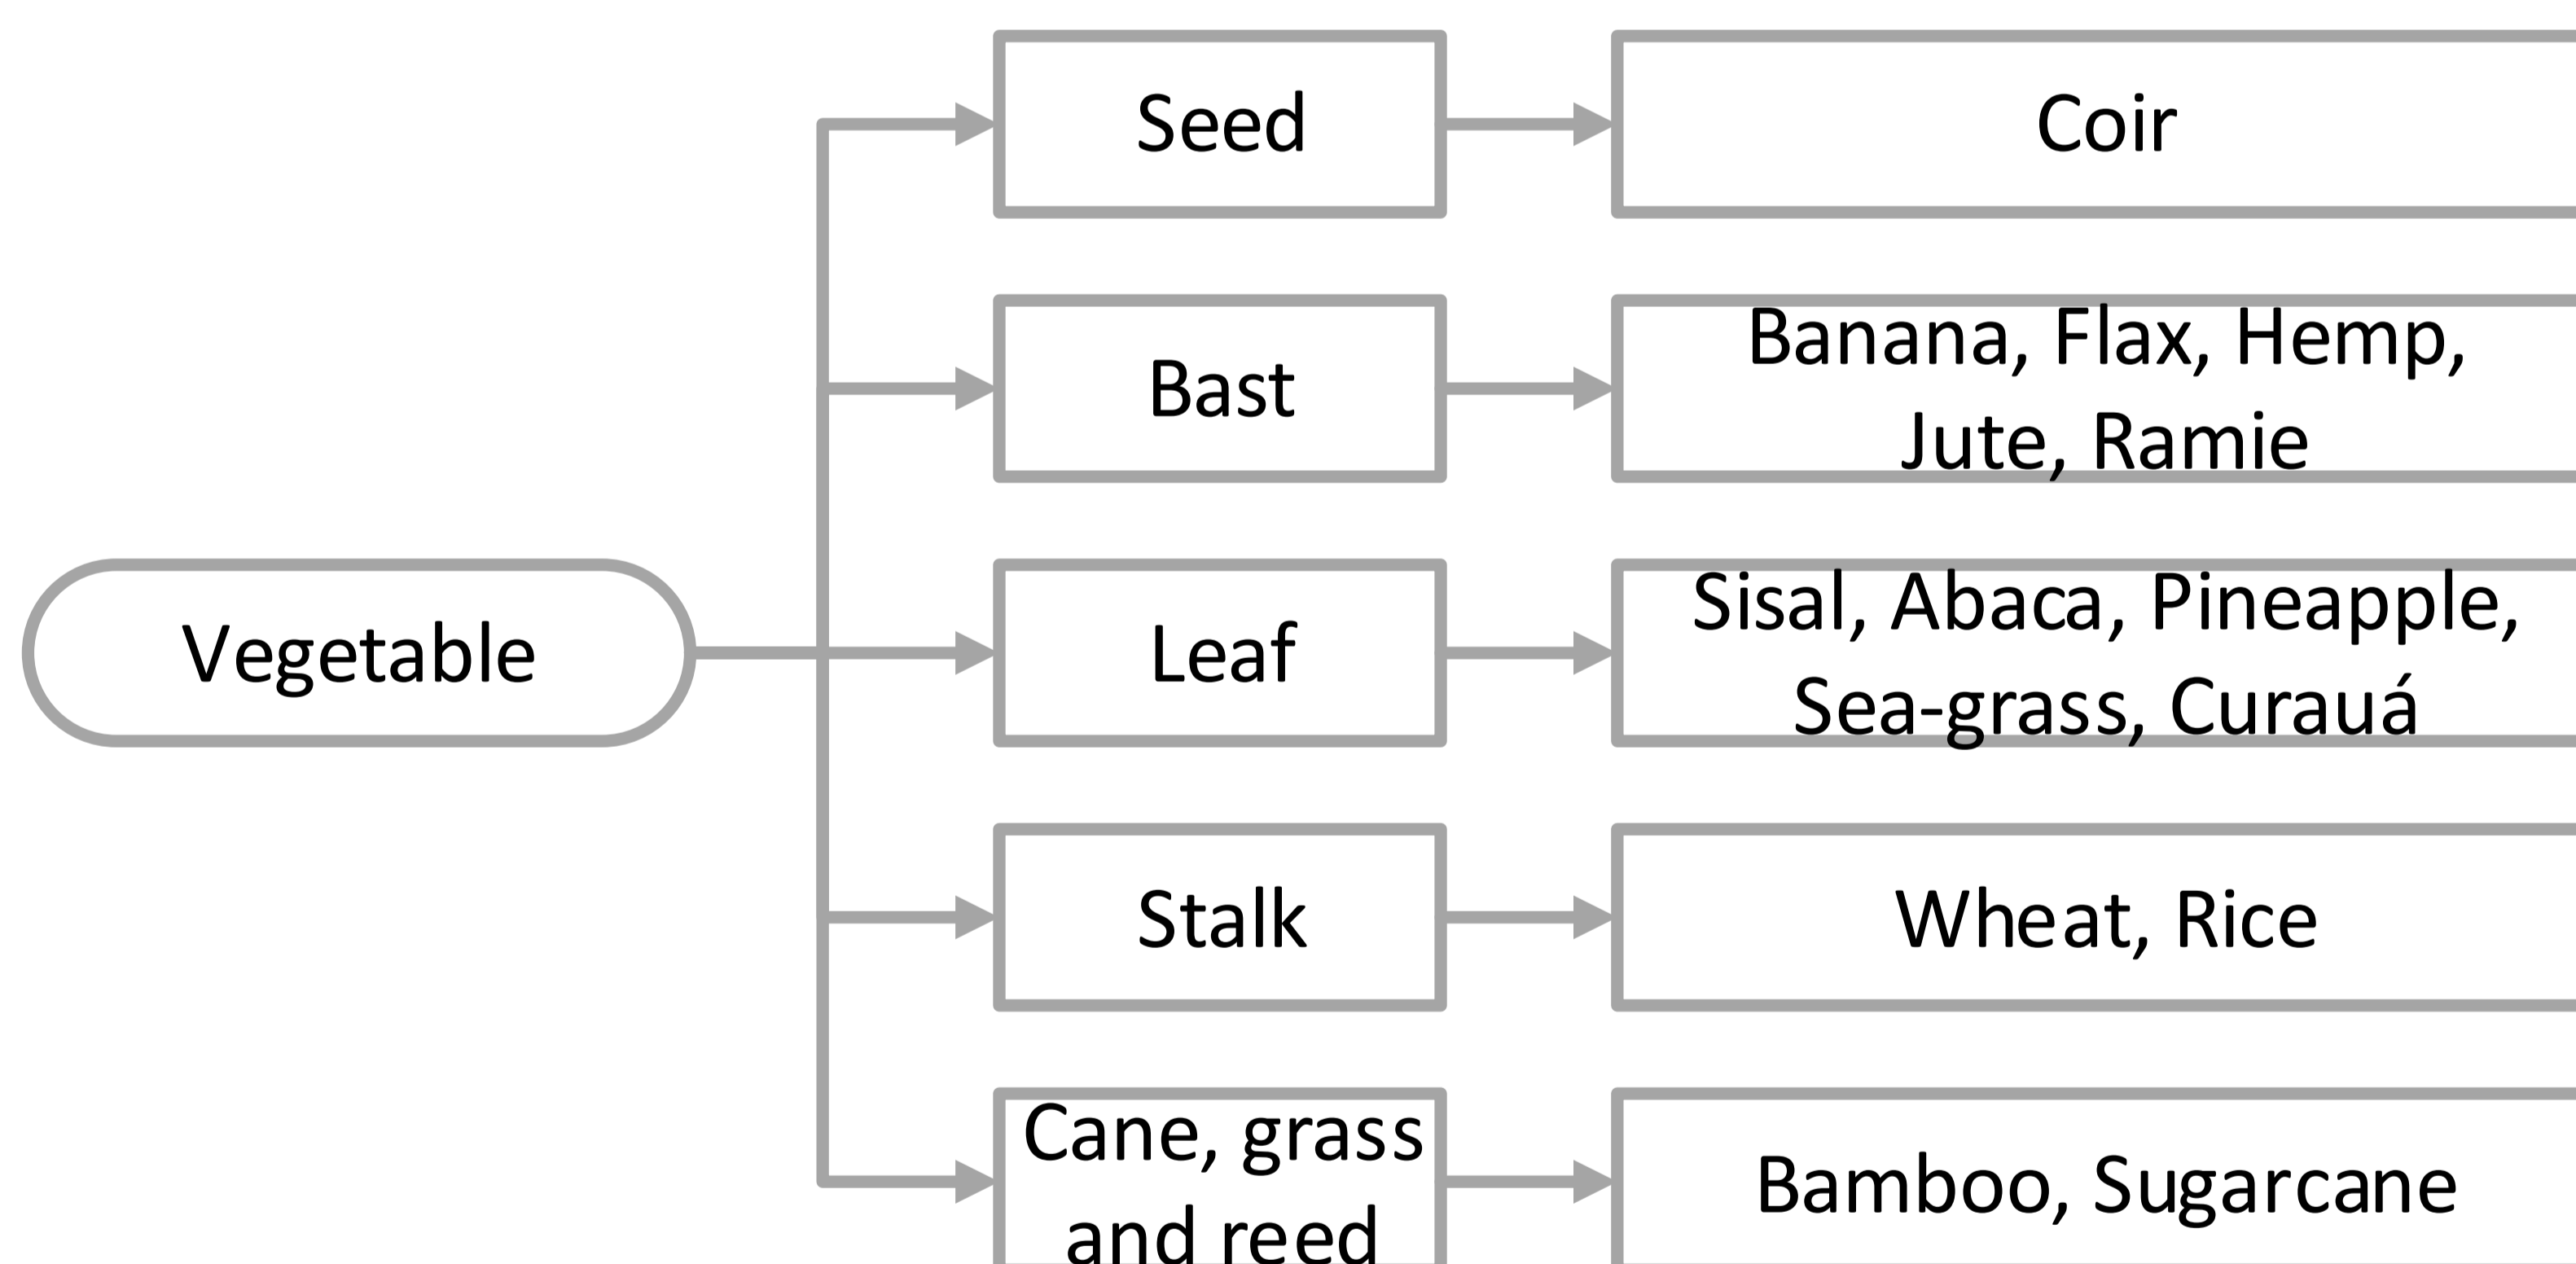 Seed
Coir
Bast
Banana, Flax, Hemp,
Jute, Ramie
Vegetable
Leaf
Sisal, Abaca, Pineapple,
Sea-grass, Curauá
Stalk
Wheat, Rice
Cane, grass
and reed
Bamboo, Sugarcane